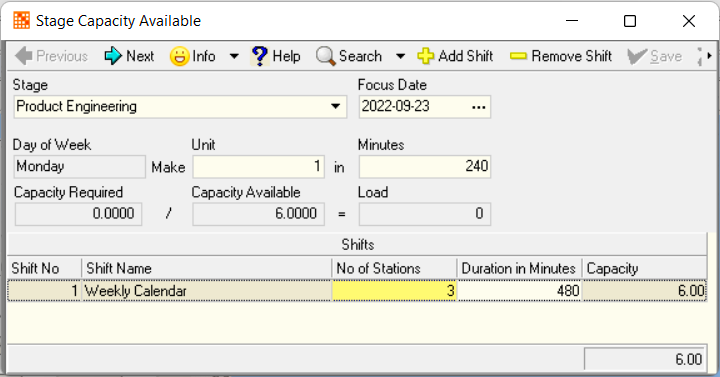 Stage Capacity Available
Previous Next Info Help Search Add Shift Remove Shift Save
Stage Focus Date
Product Engineering 2022-09-23 ...
Day of Week Unit Minutes
Monday Make 1 in 240
Capacity Required Capacity Available Load
0.0000 / 6.0000 = 0
Shifts
Shift No Shift Name No of Stations Duration in Minutes Capacity
1 Weekly Calendar 3 480 6.00
6.00